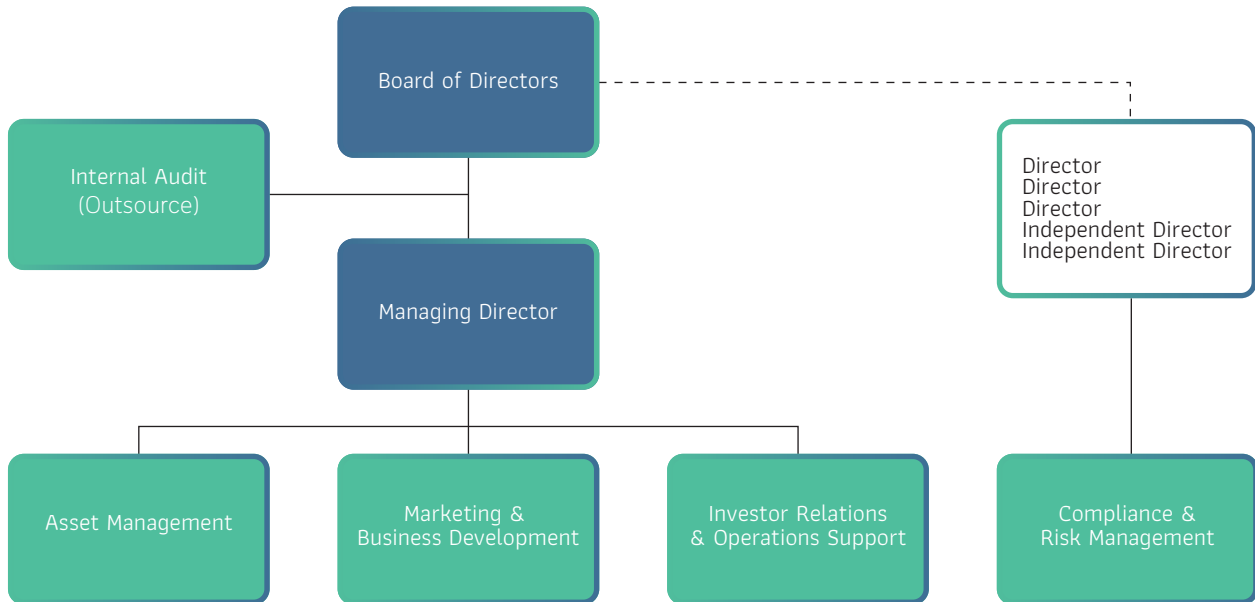 Board of Directors
Internal Audit
(Outsource)
Director
Director
Director
Independent Director
Independent Director
Managing Director
Asset Management
Marketing &
Business Development
Investor Relations
& Operations Support
Compliance &
Risk Management